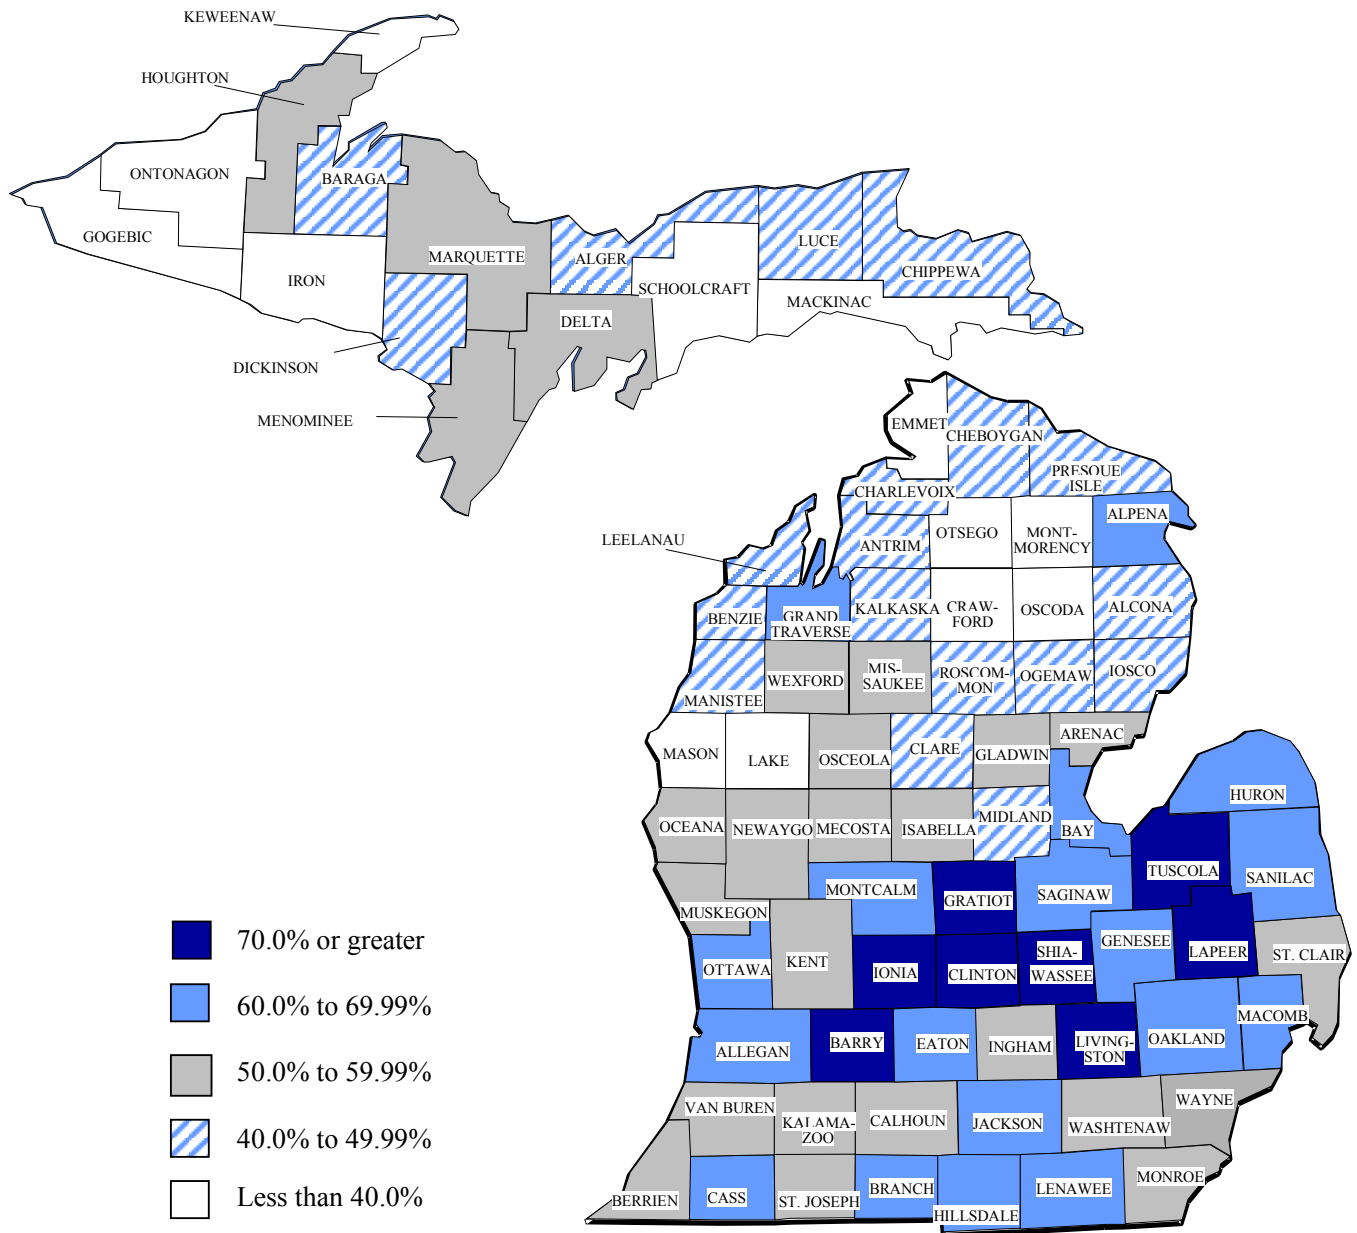 KEWEENAW
HOUGHTON
ONTONAGON
BARAGA
GOGEBIC
MARQUETTE
ALGER
LUCE
CHIPPEWA
IRON
SCHOOLCRAFT
MACKINAC
DELTA
DICKINSON
MENOMINEE
EMMET
CHEBOYGAN
PRESQUE
ISLE
CHARLEVOIX
ALPENA
LEELANAU
ANTRIM
OTSEGO
MONT-
MORENCY
BENZIE
GRAND
TRAVERSE
KALKASKA
CRAW-
FORD
OSCODA
ALCONA
MANISTEE
WEXFORD
MIS-
SAUKEE
ROSCOM-
MON
OGEMAW
IOSCO
MASON
LAKE
OSCEOLA
CLARE
GLADWIN
ARENAC
HURON
OCEANA
NEWAYGO
MECOSTA
ISABELLA
MIDLAND
BAY
TUSCOLA
SANILAC
MUSKEGON
MONTCALM
GRATIOT
SAGINAW
OTTAWA
KENT
IONIA
CLINTON
SHIA-
WASSEE
GENESEE
LAPEER
ST. CLAIR
ALLEGAN
BARRY
EATON
INGHAM
LIVING-
STON
OAKLAND
MACOMB
VAN BUREN
KALAMA-
ZOO
CALHOUN
JACKSON
WASHTENAW
WAYNE
BERRIEN
CASS
ST. JOSEPH
BRANCH
HILLSDALE
LENAWEE
MONROE
70.0% or greater
60.0% to 69.99%
50.0% to 59.99%
40.0% to 49.99%
Less than 40.0%